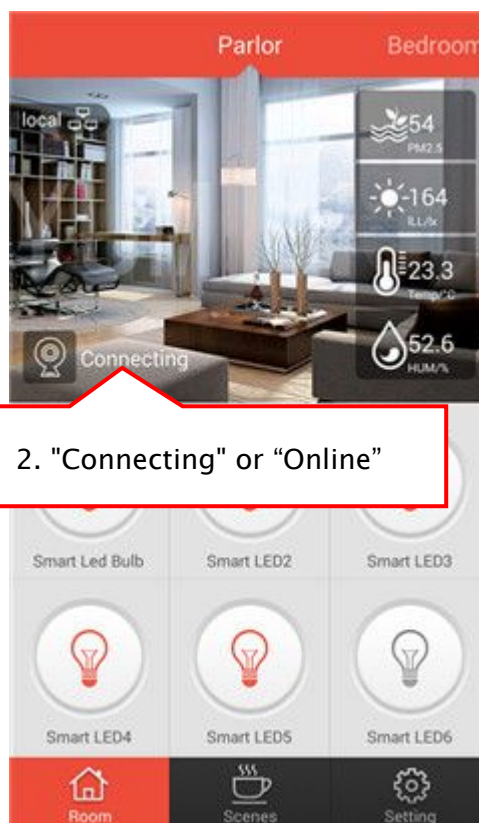 Parlor
Bedroom
local
54
PM2.5
164
ILL/lx
23.3
Temp/°C
52.6
HUM/%
Connecting
2. "Connecting" or “Online”
Smart Led Bulb
Smart LED2
Smart LED3
Smart LED4
Smart LED5
Smart LED6
Room
Scenes
Setting